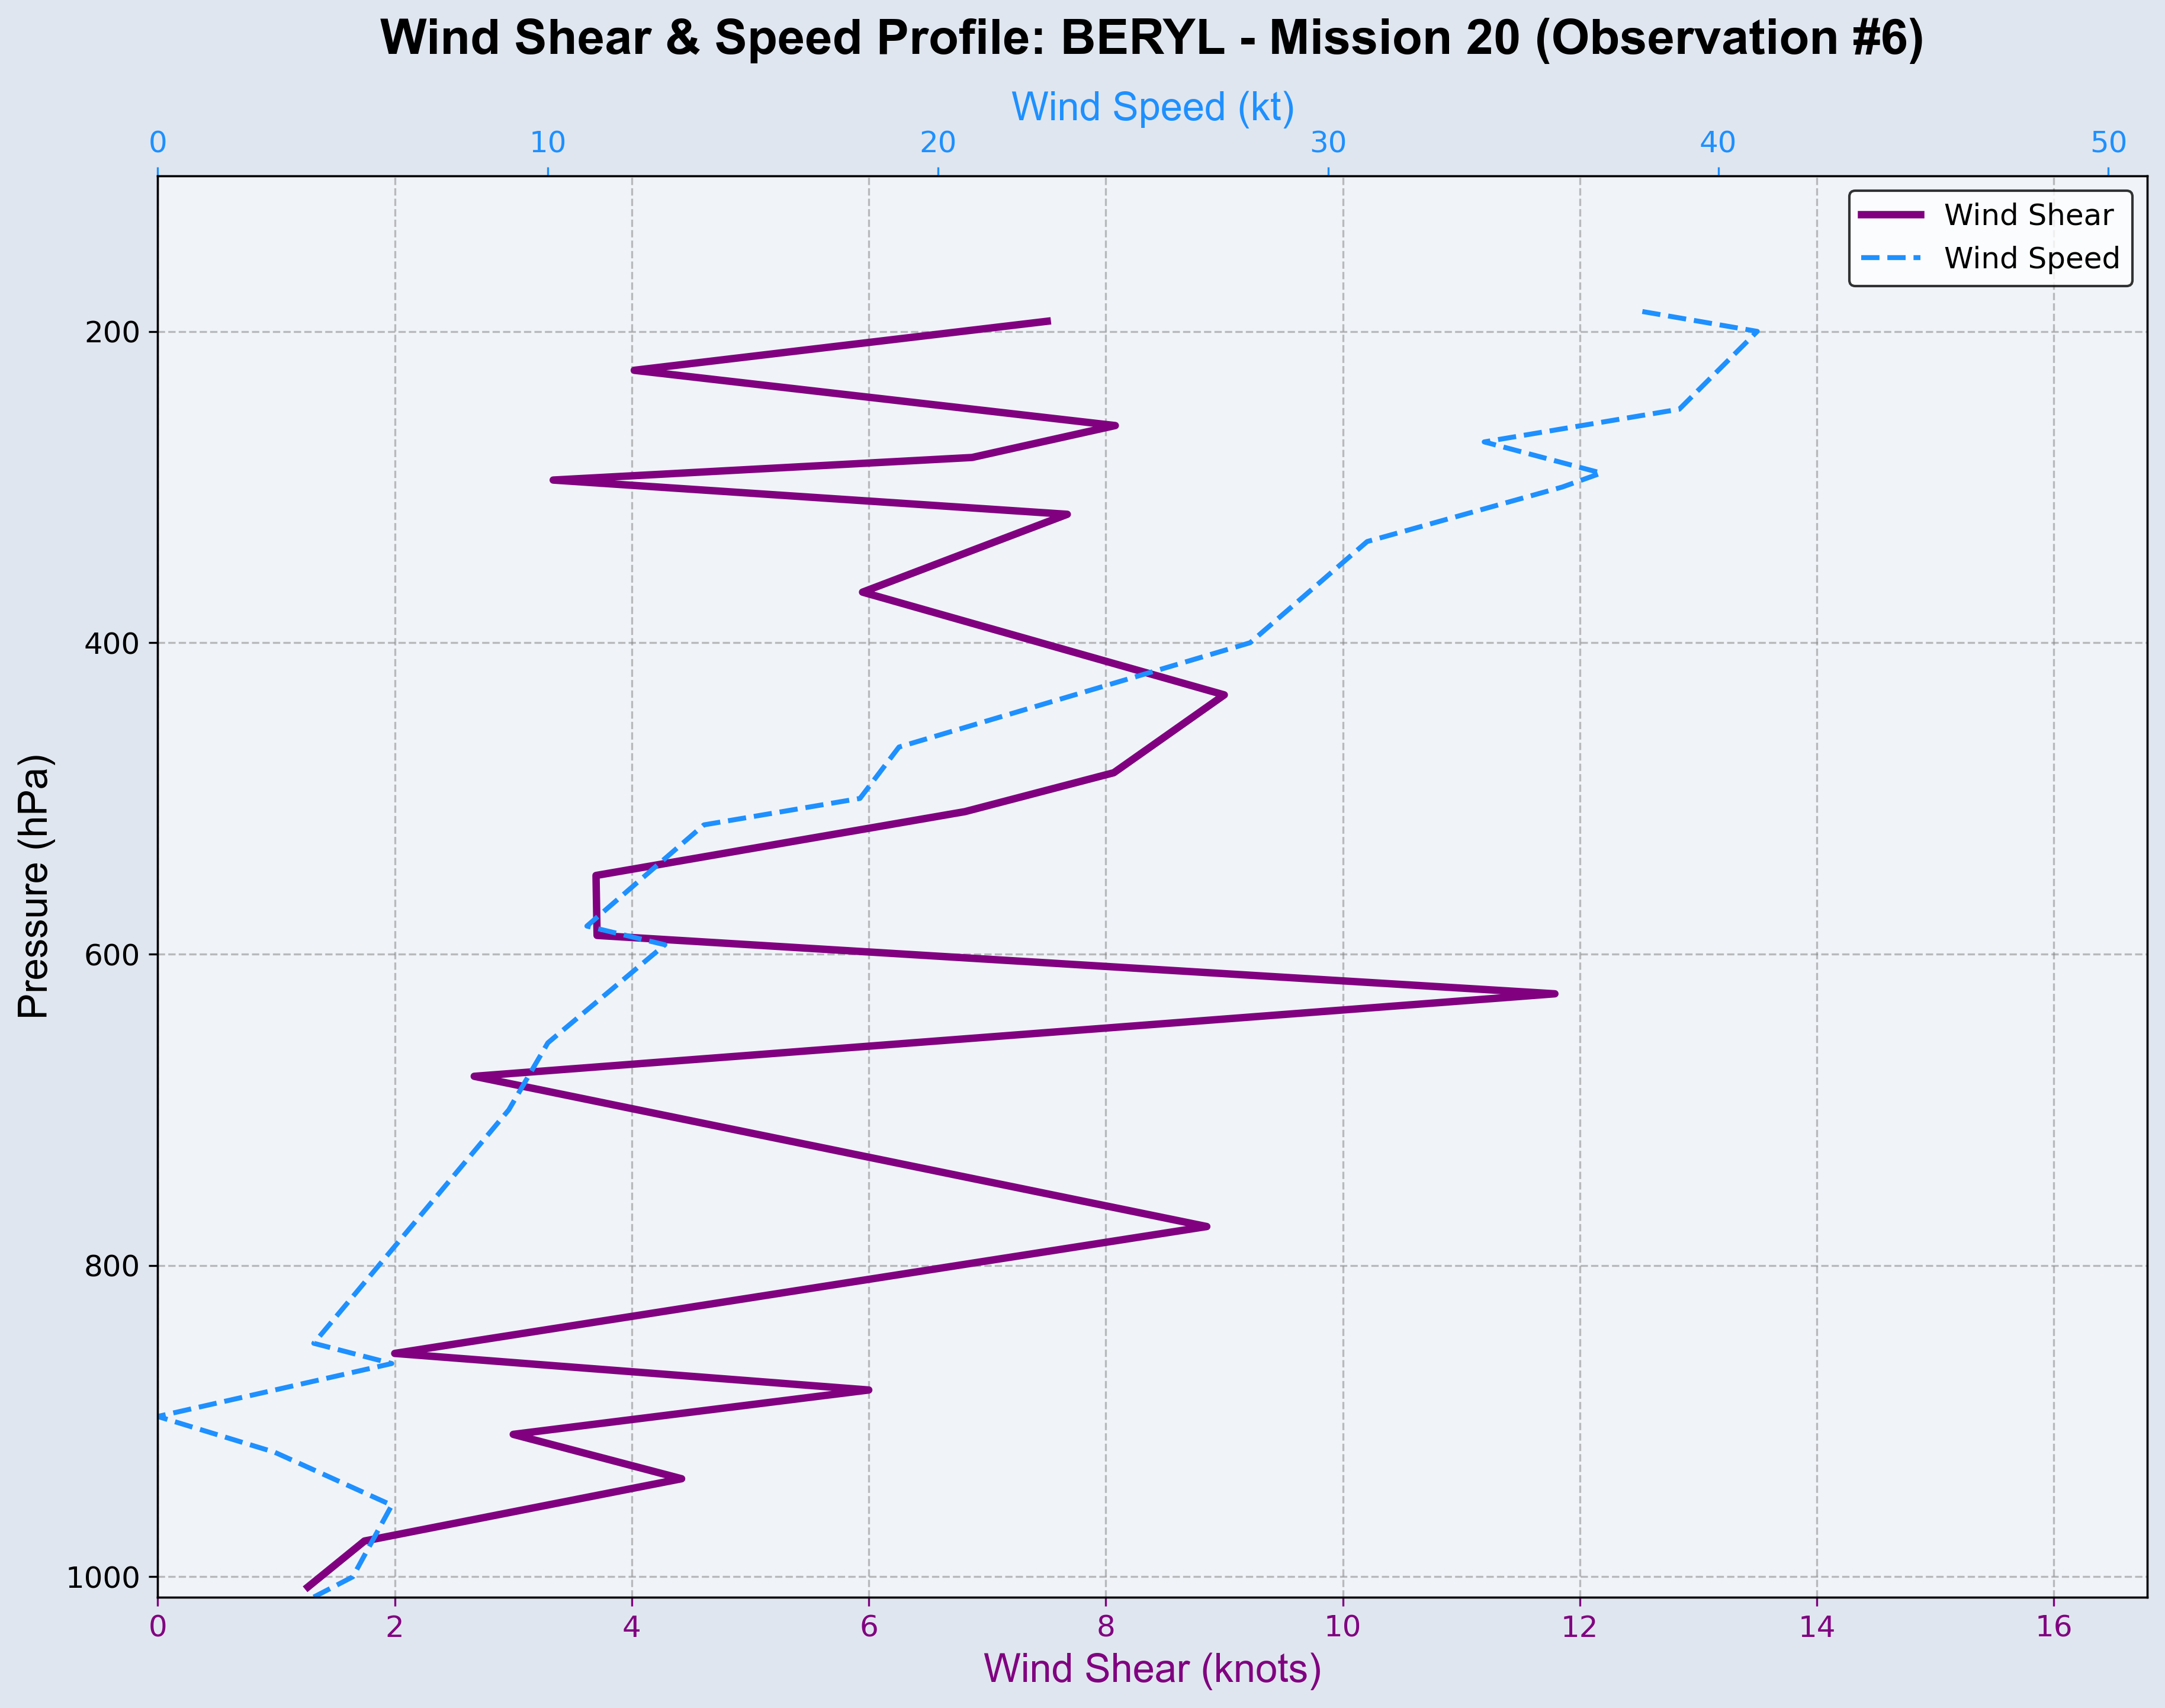 Wind Shear & Speed Profile: BERYL - Mission 20 (Observation #6)
Wind Speed (kt)
0 10 20 30 40 50
Wind Shear
Wind Speed
200
400
600
800
1000
Pressure (hPa)
0 2 4 6 8 10 12 14 16
Wind Shear (knots)